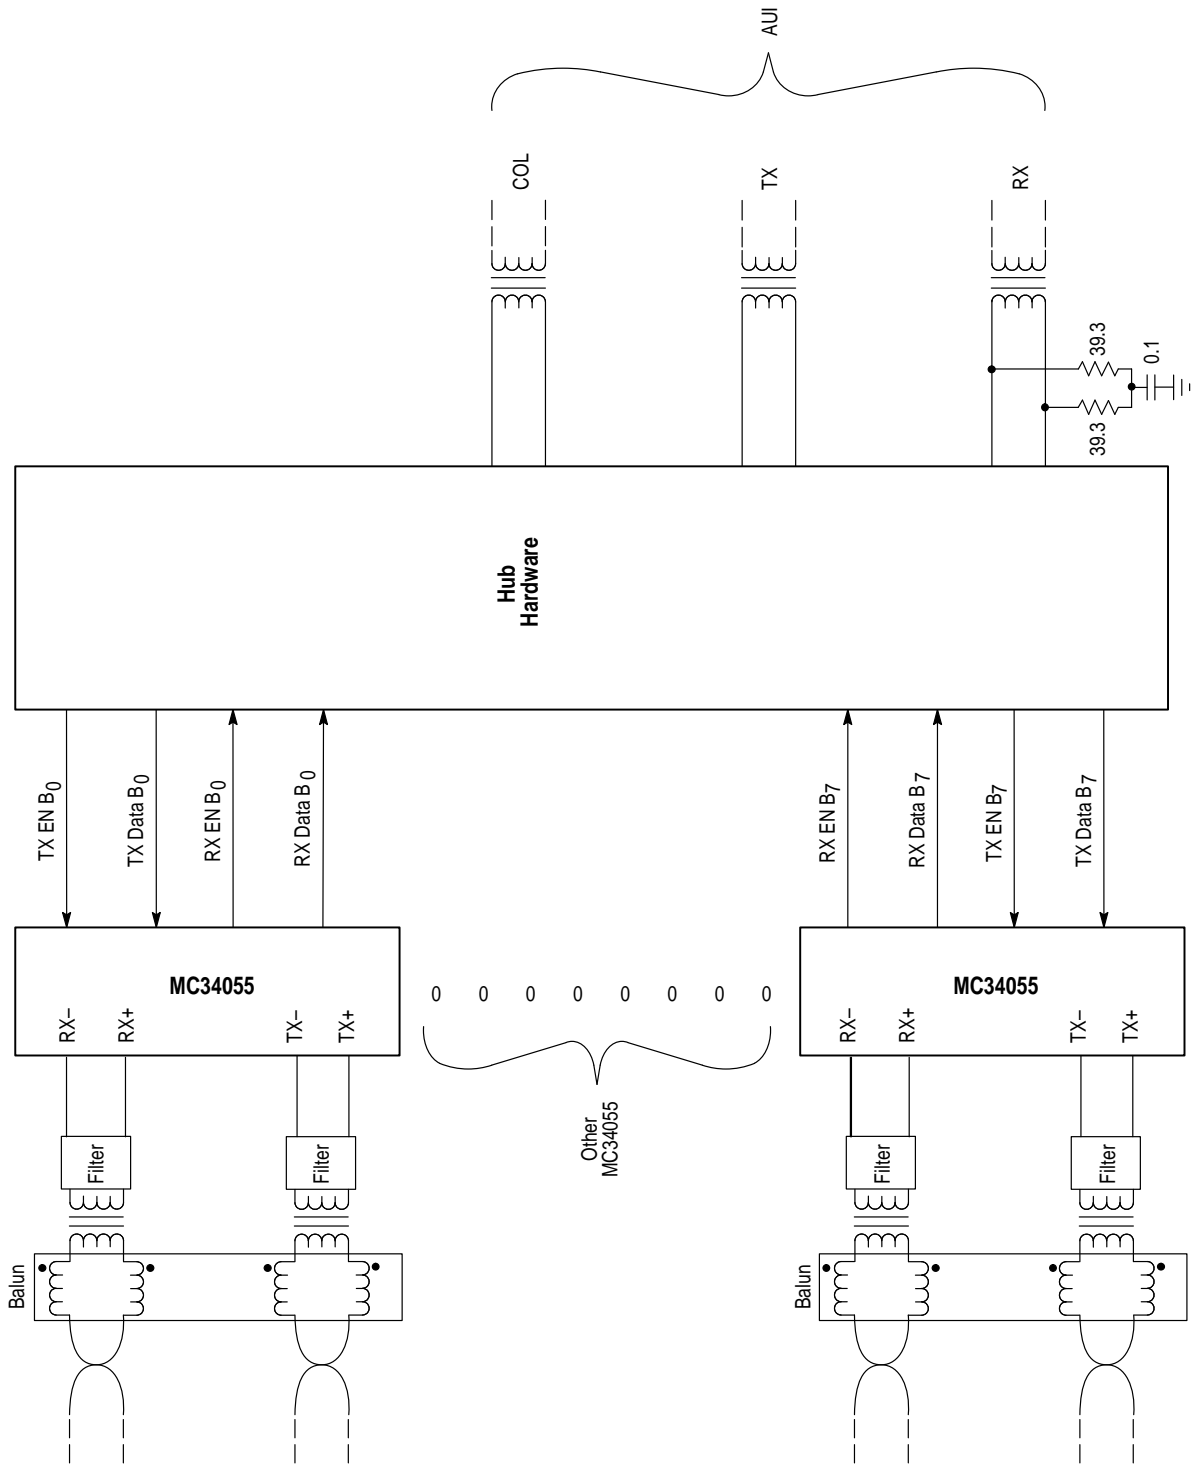 AUI
COL
TX
RX
39.3
39.3
0.1
Hub
Hardware
TX EN B0
TX Data B0
RX EN B0
RX Data B0
RX EN B7
RX Data B7
TX EN B7
TX Data B7
MC34055
RX–
RX+
TX–
TX+
0 0 0 0 0 0 0 0
Other
MC34055
MC34055
RX–
RX+
TX–
TX+
Filter
Filter
Filter
Filter
Balun
Balun